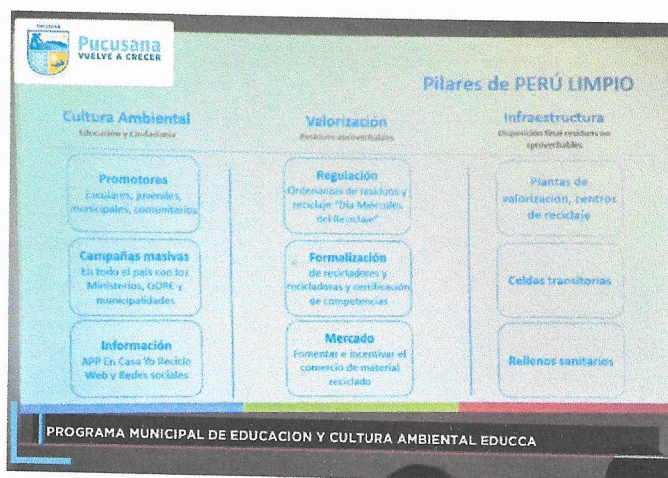 PUCUSANA
Pucusana
VUELVE A CRECER
Pilares de PERÚ LIMPIO
Cultura Ambiental
Educación y Ciudadanía
Promotores
Escolares, juveniles,
municipales, comunitarios
Campañas masivas
En todo el país con los
Ministerios, GORE y
municipalidades
Información
APP En Casa Yo Reciclo
Web y Redes sociales
Valorización
Residuos aprovechables
Regulación
Ordenanzas de residuos y
reciclaje "Día Miércoles
del Reciclaje"
Formalización
de recicladores y
recicladoras y certificación
de competencias
Mercado
Fomentar e incentivar el
comercio de material
reciclado
Infraestructura
Disposición final residuos no
aprovechables
Plantas de
valorización, centros
de reciclaje
Celdas transitorias
Rellenos sanitarios
PROGRAMA MUNICIPAL DE EDUCACION Y CULTURA AMBIENTAL EDUCCA